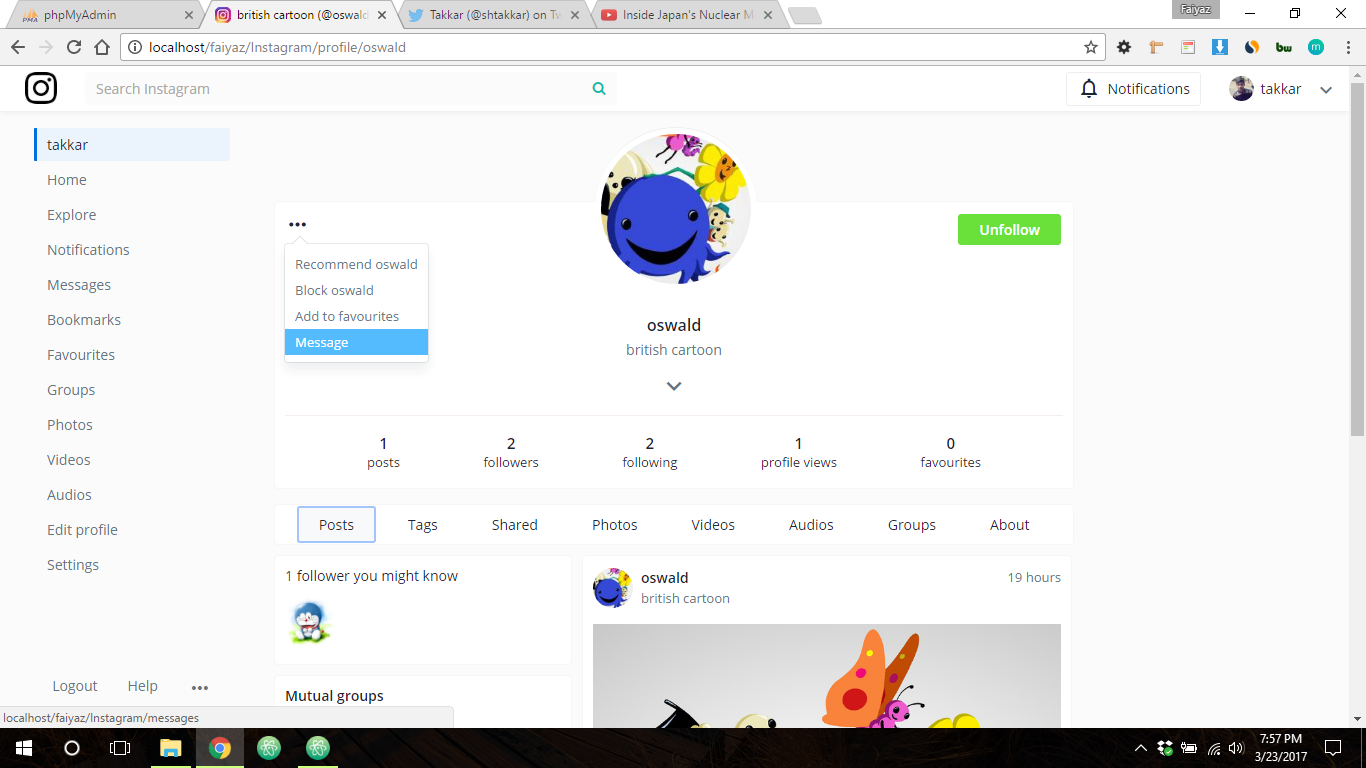 phpMyAdmin
british cartoon (@oswald
Takkar (@shtakkar) on Tw
Inside Japan's Nuclear M
Faiyaz
localhost/faiyaz/Instagram/profile/oswald
bw
m
Search Instagram
Notifications
takkar
takkar
Home
Explore
Notifications
Messages
Bookmarks
Favourites
Groups
Photos
Videos
Audios
Edit profile
Settings
Logout Help
Unfollow
Recommend oswald
Block oswald
Add to favourites
Message
oswald
british cartoon
1 2 2 1 0
posts followers following profile views favourites
Posts Tags Shared Photos Videos Audios Groups About
1 follower you might know
Mutual groups
oswald
19 hours
british cartoon
localhost/faiyaz/Instagram/messages
7:57 PM
3/23/2017